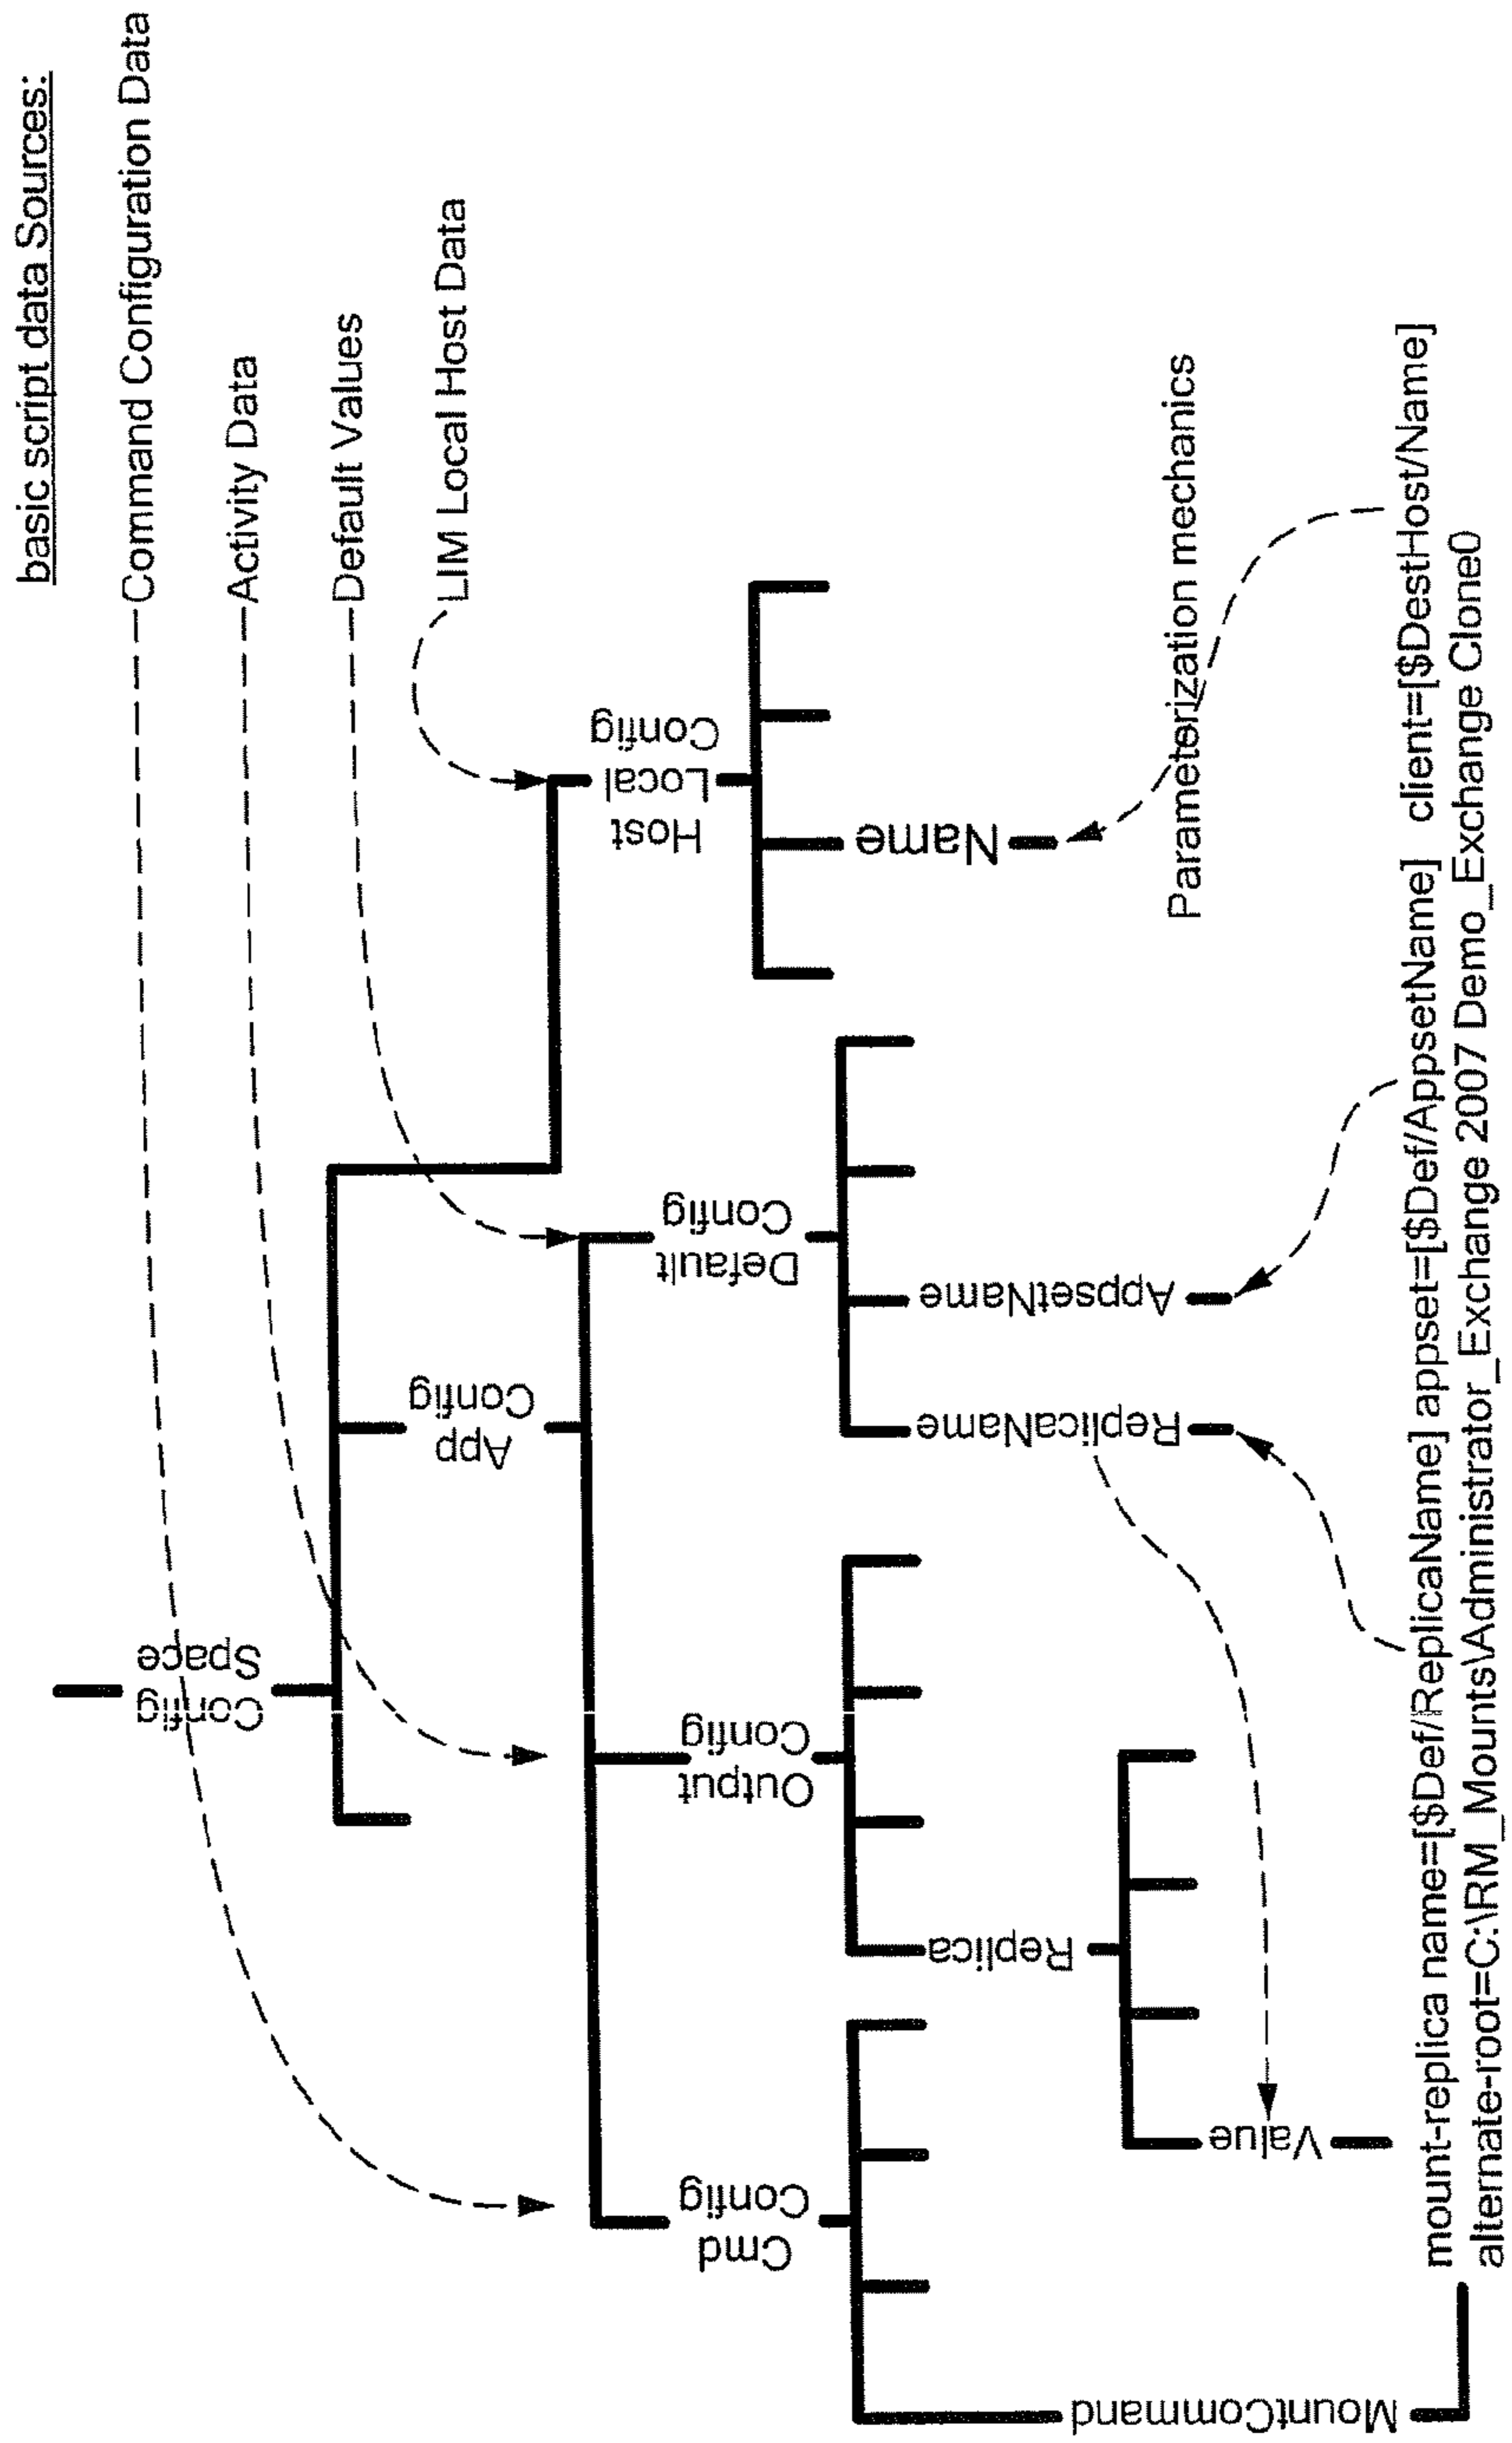 basic script data Sources:
Command Configuration Data
Activity Data
Default Values
LIM Local Host Data
Config
Space
App
Config
Host
Local
Config
Cmd
Config
Output
Config
Default
Config
MountCommand
Replica
Value
ReplicaName
AppsetName
Name
Parameterization mechanics
mount-replica name=[$Def/ReplicaName] appset=[$Def/AppsetName] client=[$DestHost/Name]
alternate-root=C:\RM_Mounts\Administrator_Exchange 2007 Demo_Exchange Clone0